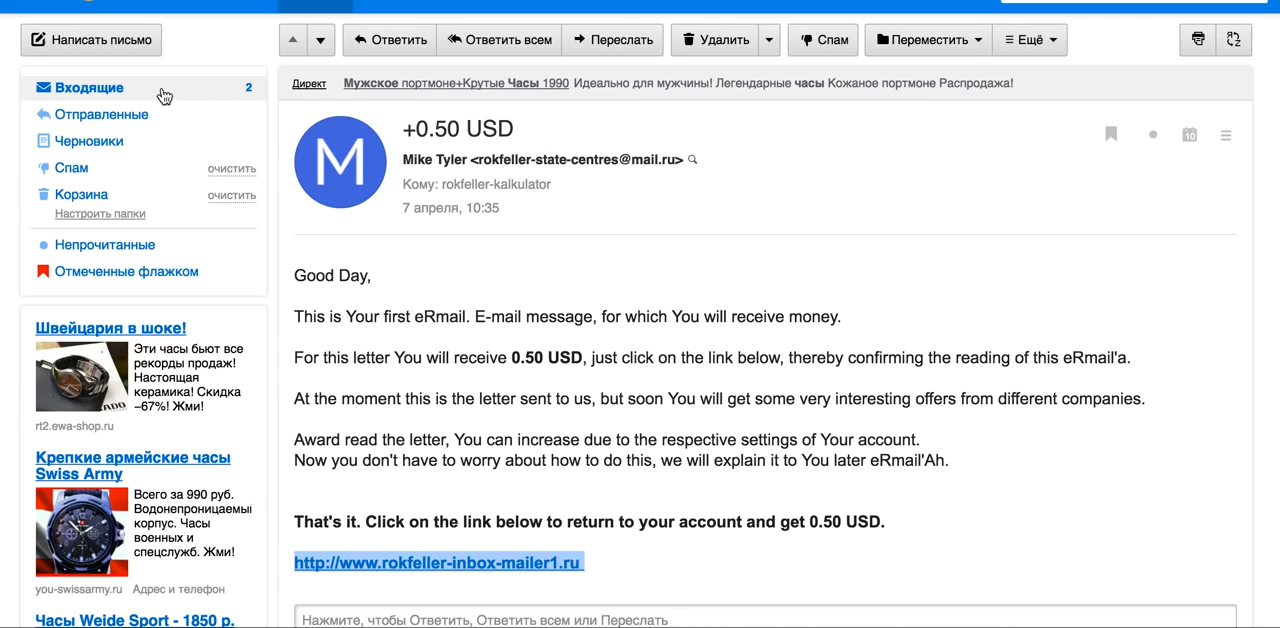 Написать письмо
Ответить
Ответить всем
Переслать
Удалить
Спам
Переместить
Ещё
Входящие 2
Отправленные
Черновики
Спам очистить
Корзина очистить
Настроить папки
Непрочитанные
Отмеченные флажком
Швейцария в шоке!
Эти часы бьют все
рекорды продаж!
Настоящая
керамика! Скидка
–67%! Жми!
rt2.ewa-shop.ru
Крепкие армейские часы
Swiss Army
Всего за 990 руб.
Водонепроницаемы
корпус. Часы
военных и
спецслужб. Жми!
you-swissarmy.ru Адрес и телефон
Часы Weide Sport - 1850 р.
Директ Мужское портмоне+Крутые Часы 1990 Идеально для мужчины! Легендарные часы Кожаное портмоне Распродажа!
M
+0.50 USD
10
Mike Tyler <rokfeller-state-centres@mail.ru>
Кому: rokfeller-kalkulator
7 апреля, 10:35
Good Day,
This is Your first eRmail. E-mail message, for which You will receive money.
For this letter You will receive 0.50 USD, just click on the link below, thereby confirming the reading of this eRmail'a.
At the moment this is the letter sent to us, but soon You will get some very interesting offers from different companies.
Award read the letter, You can increase due to the respective settings of Your account.
Now you don't have to worry about how to do this, we will explain it to You later eRmail'Ah.
That's it. Click on the link below to return to your account and get 0.50 USD.
http://www.rokfeller-inbox-mailer1.ru
Нажмите, чтобы Ответить, Ответить всем или Переслать